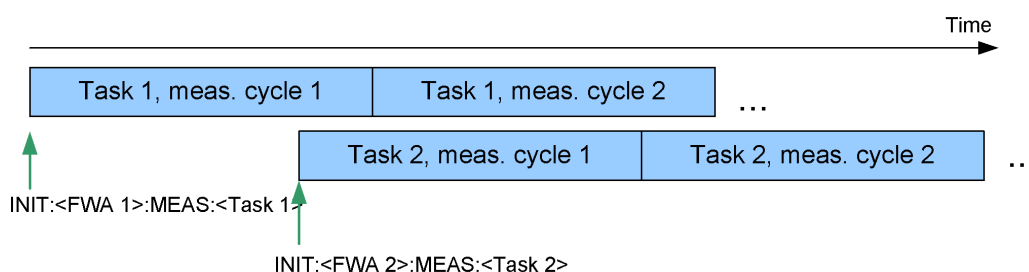 Time
Task 1, meas. cycle 1
Task 1, meas. cycle 2
...
Task 2, meas. cycle 1
Task 2, meas. cycle 2
..
INIT:<FWA 1>:MEAS:<Task 1>
INIT:<FWA 2>:MEAS:<Task 2>